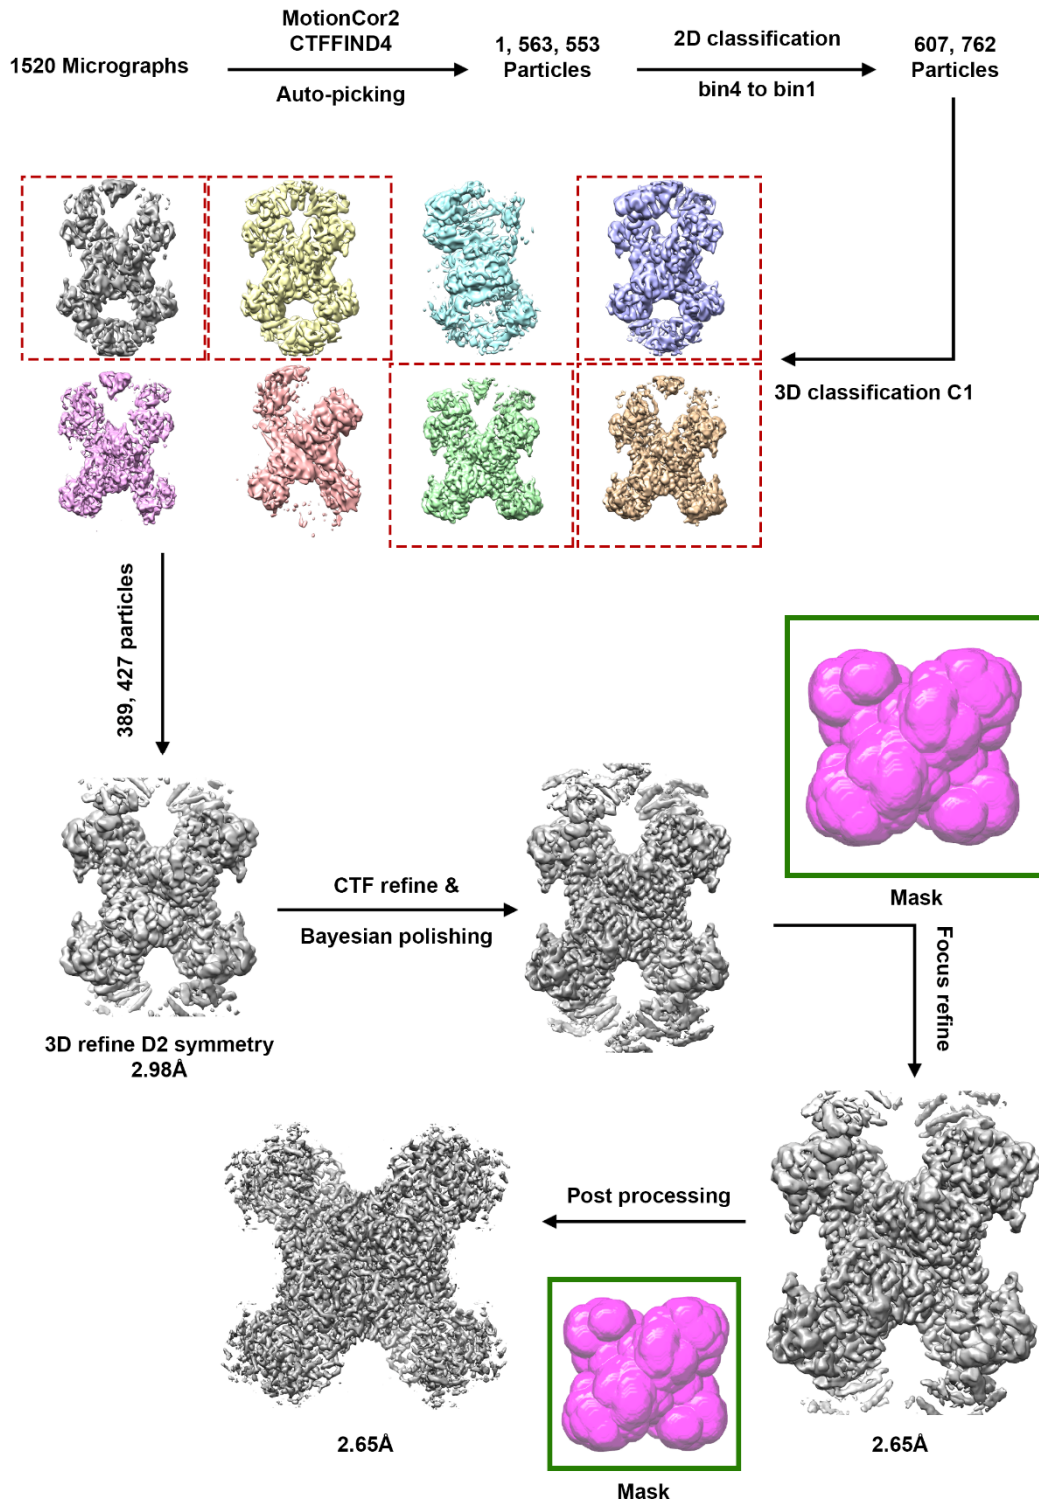 MotionCor2
CTFFIND4
1520 Micrographs
Auto-picking
1, 563, 553
Particles
2D classification
bin4 to bin1
607, 762
Particles
3D classification C1
389, 427 particles
Mask
CTF refine &
Bayesian polishing
Focus refine
3D refine D2 symmetry
2.98Å
Post processing
2.65Å
2.65Å
Mask